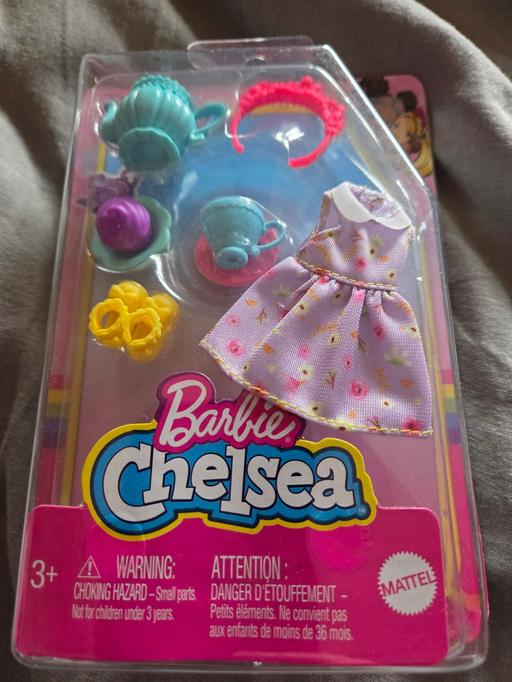 Barbie
Chelsea
3+
WARNING:
CHOKING HAZARD – Small parts.
Not for children under 3 years.
ATTENTION :
DANGER D'ÉTOUFFEMENT –
Petits éléments. Ne convient pas
aux enfants de moins de 36 mois.
MATTEL